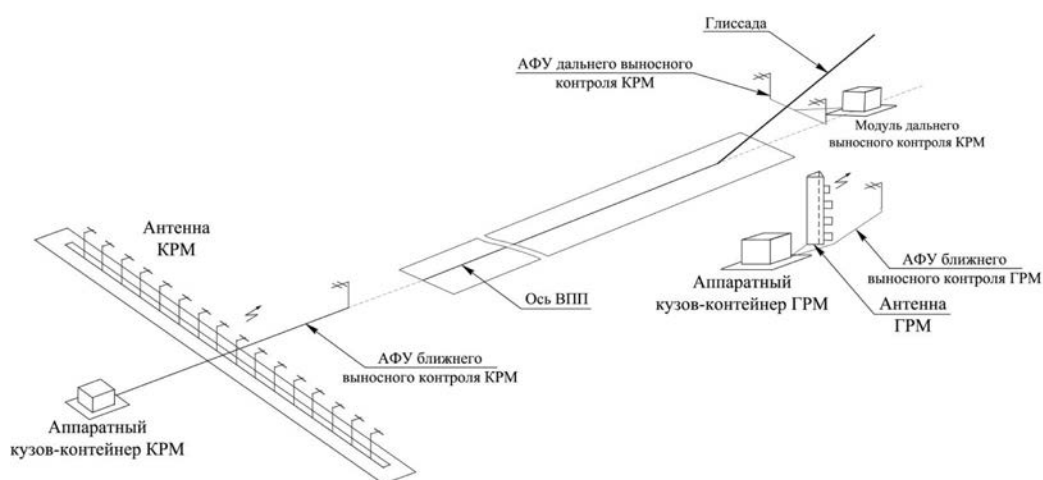 Глиссада
АФУ дальнего выносного
контроля КРМ
Модуль дальнего
выносного контроля КРМ
Антенна
КРМ
АФУ ближнего
выносного контроля ГРМ
Аппаратный
кузов-контейнер ГРМ
Антенна
ГРМ
Ось ВПП
АФУ ближнего
выносного контроля КРМ
Аппаратный
кузов-контейнер КРМ